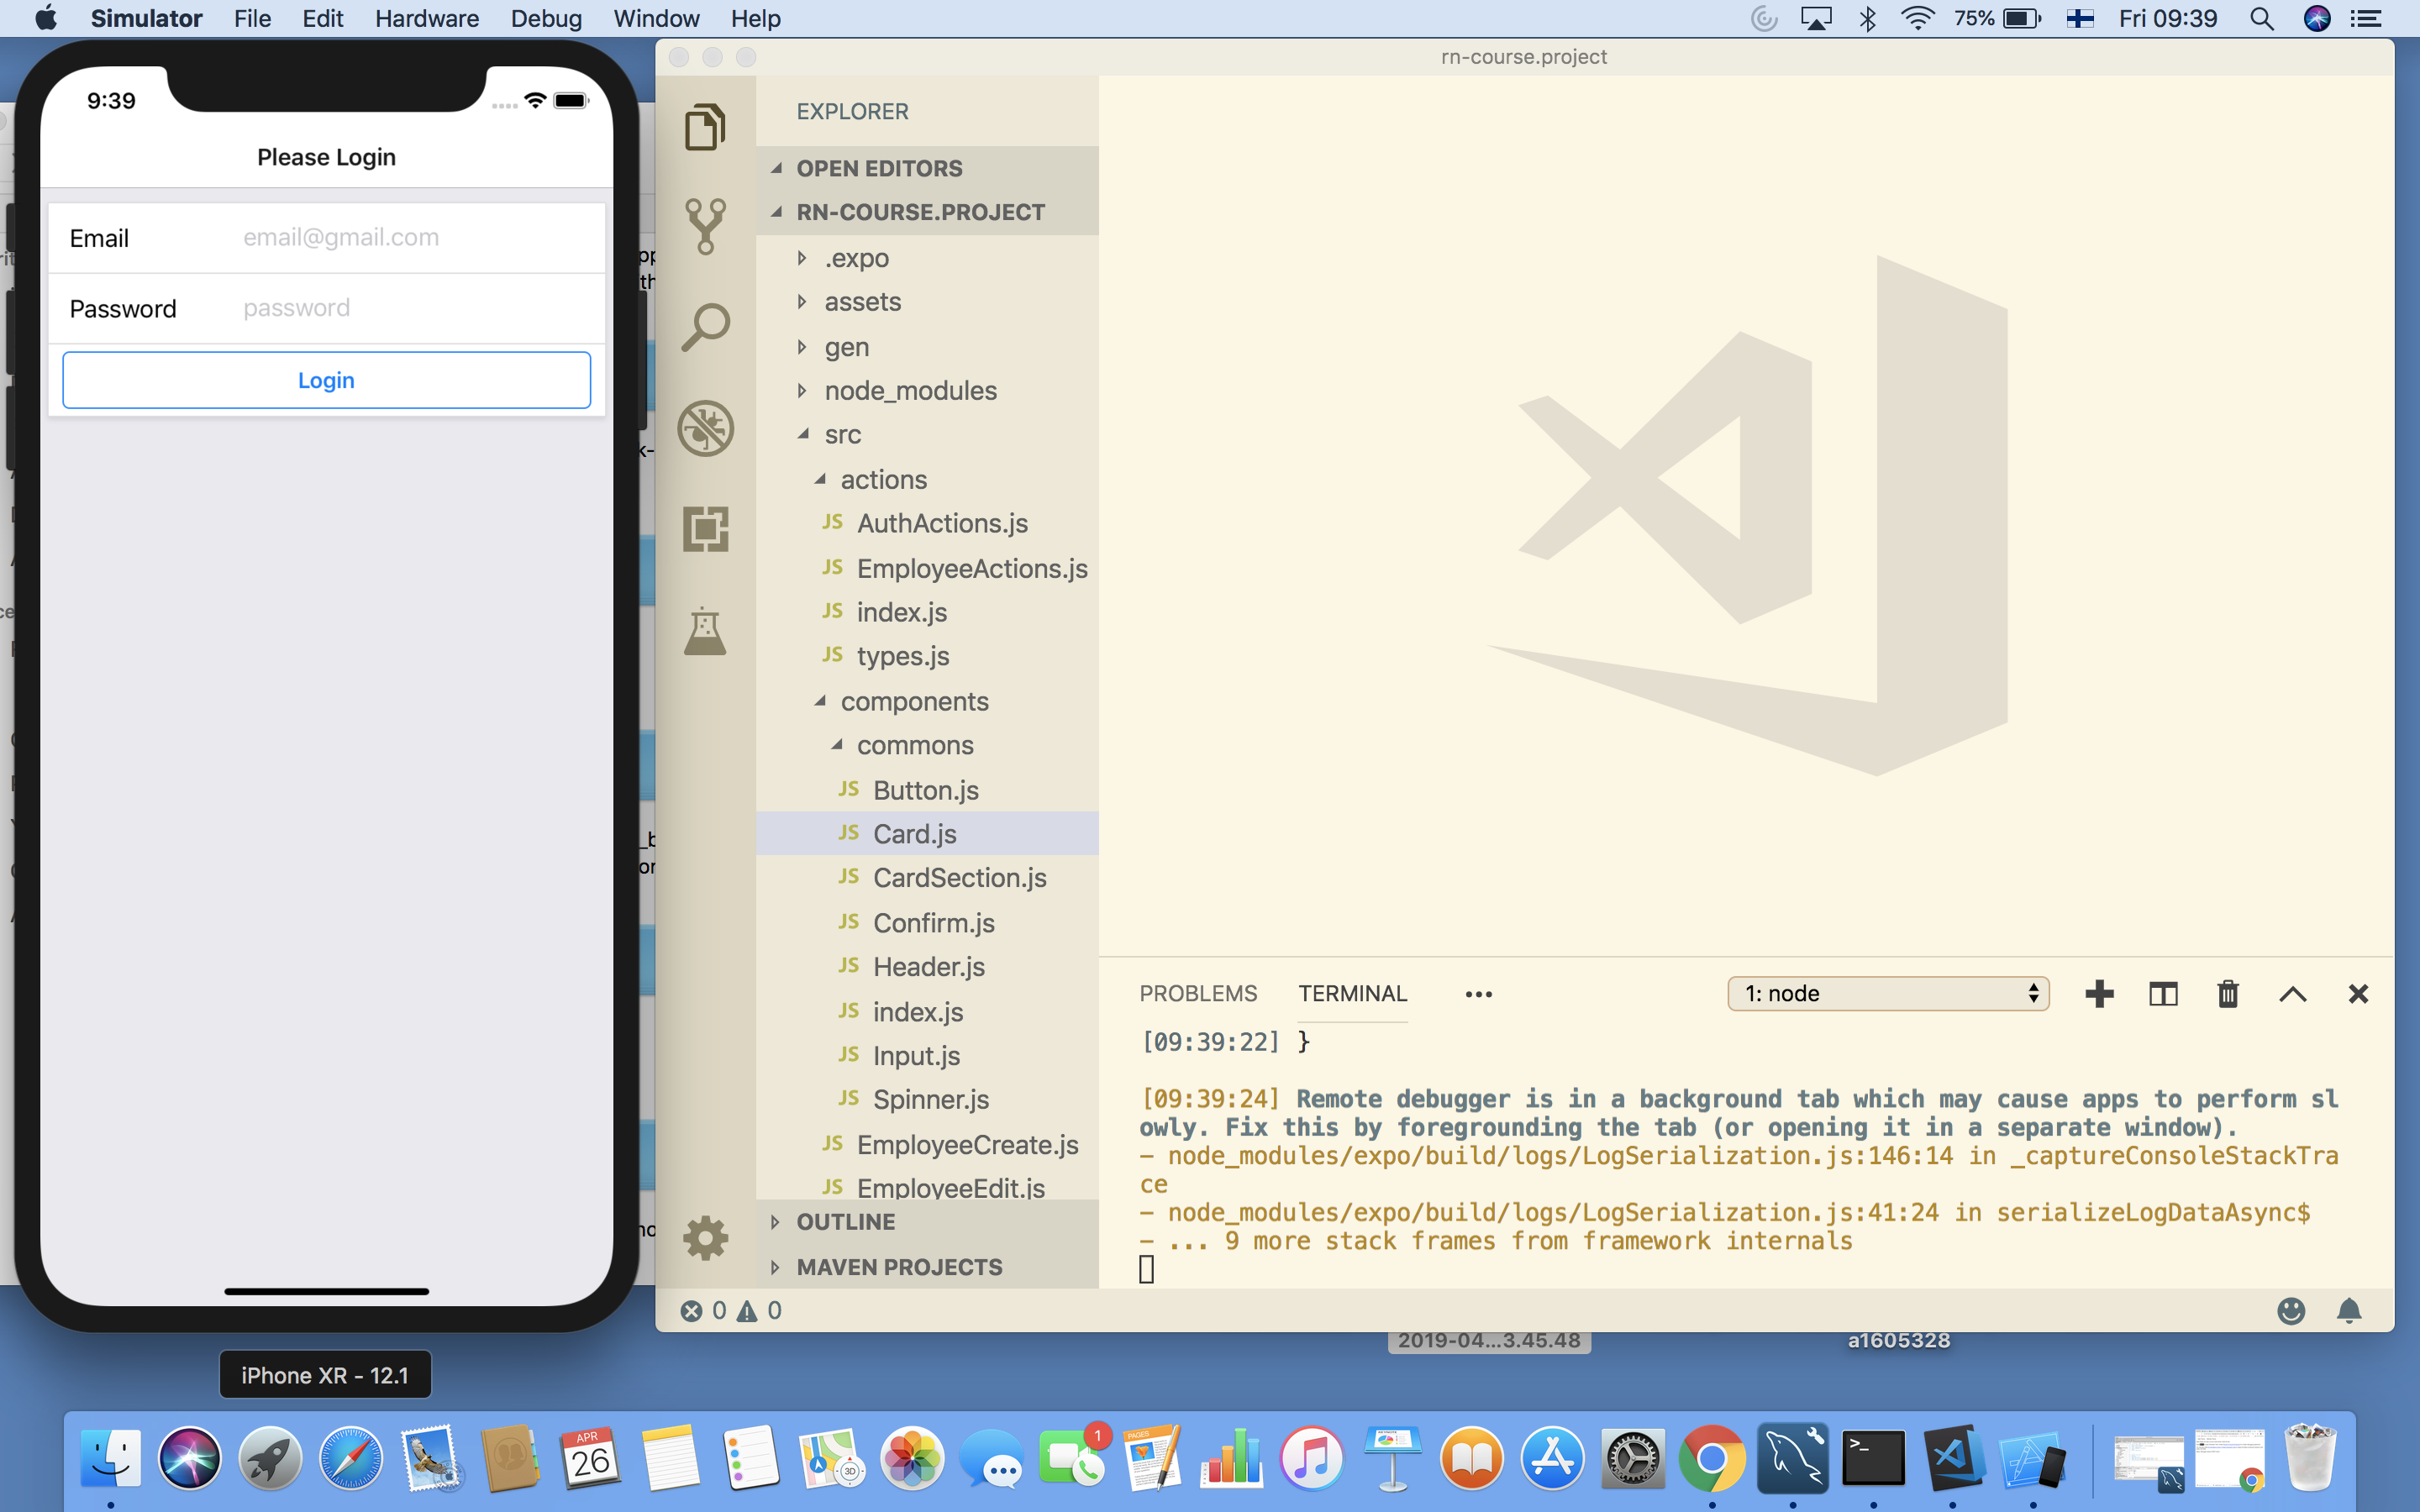 Simulator File Edit Hardware Debug Window Help
75% Fri 09:39
9:39
Please Login
Email email@gmail.com
Password password
Login
iPhone XR - 12.1
rn-course.project
EXPLORER
OPEN EDITORS
RN-COURSE.PROJECT
.expo
assets
gen
node_modules
src
actions
JS AuthActions.js
JS EmployeeActions.js
JS index.js
JS types.js
components
commons
JS Button.js
JS Card.js
JS CardSection.js
JS Confirm.js
JS Header.js
JS index.js
JS Input.js
JS Spinner.js
JS EmployeeCreate.js
JS EmployeeEdit.js
OUTLINE
MAVEN PROJECTS
PROBLEMS TERMINAL ••• 1: node
[09:39:22] }
[09:39:24] Remote debugger is in a background tab which may cause apps to perform sl
owly. Fix this by foregrounding the tab (or opening it in a separate window).
- node_modules/expo/build/logs/LogSerialization.js:146:14 in _captureConsoleStackTra
ce
- node_modules/expo/build/logs/LogSerialization.js:41:24 in serializeLogDataAsync$
- ... 9 more stack frames from framework internals
0 0
2019-04...3.45.48 a1605328
APR
26
3D
1
PAGES
>_